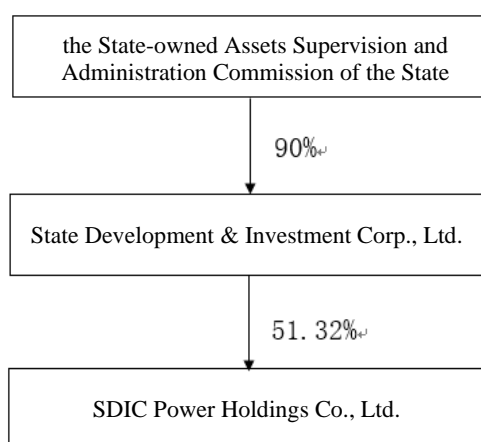 the State-owned Assets Supervision and
Administration Commission of the State
90%↵
State Development & Investment Corp., Ltd.
51.32%↵
SDIC Power Holdings Co., Ltd.